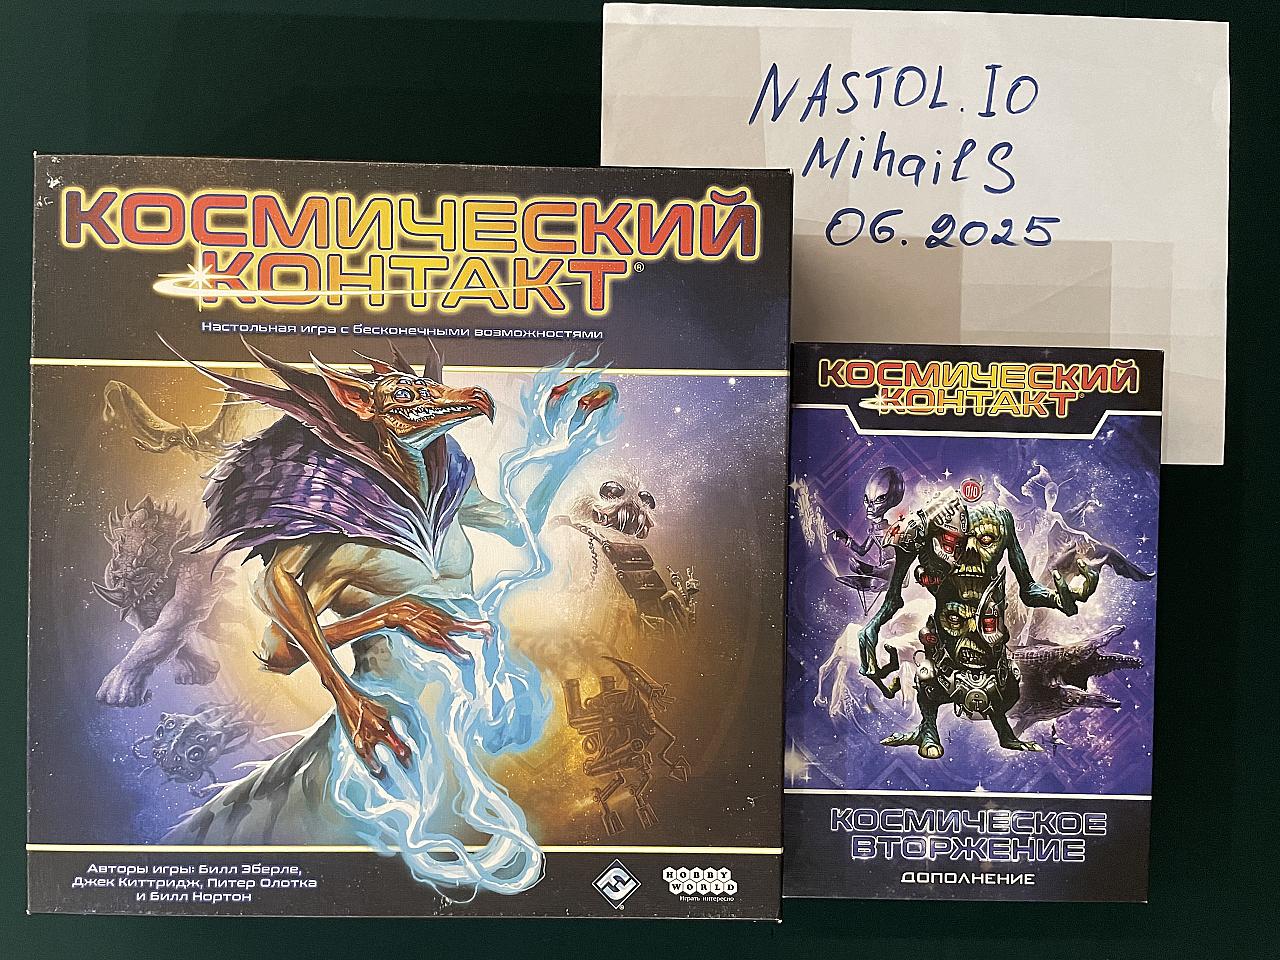 NASTOL.IO
MihailS
06.2025
КОСМИЧЕСКИЙ
КОНТАКТ®
Настольная игра с бесконечными возможностями
Авторы игры: Билл Эберле,
Джек Киттридж, Питер Олотка
и Билл Нортон
HOBBY
WORLD
Играть интересно
КОСМИЧЕСКИЙ
КОНТАКТ®
КОСМИЧЕСКОЕ
ВТОРЖЕНИЕ
ДОПОЛНЕНИЕ